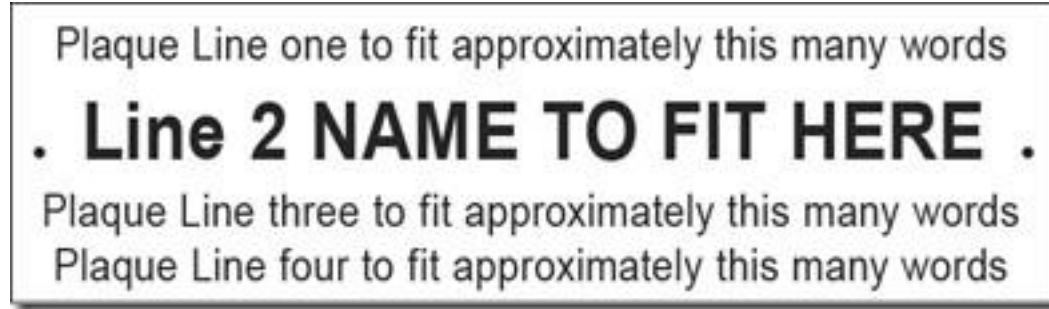 Plaque Line one to fit approximately this many words
. Line 2 NAME TO FIT HERE .
Plaque Line three to fit approximately this many words
Plaque Line four to fit approximately this many words